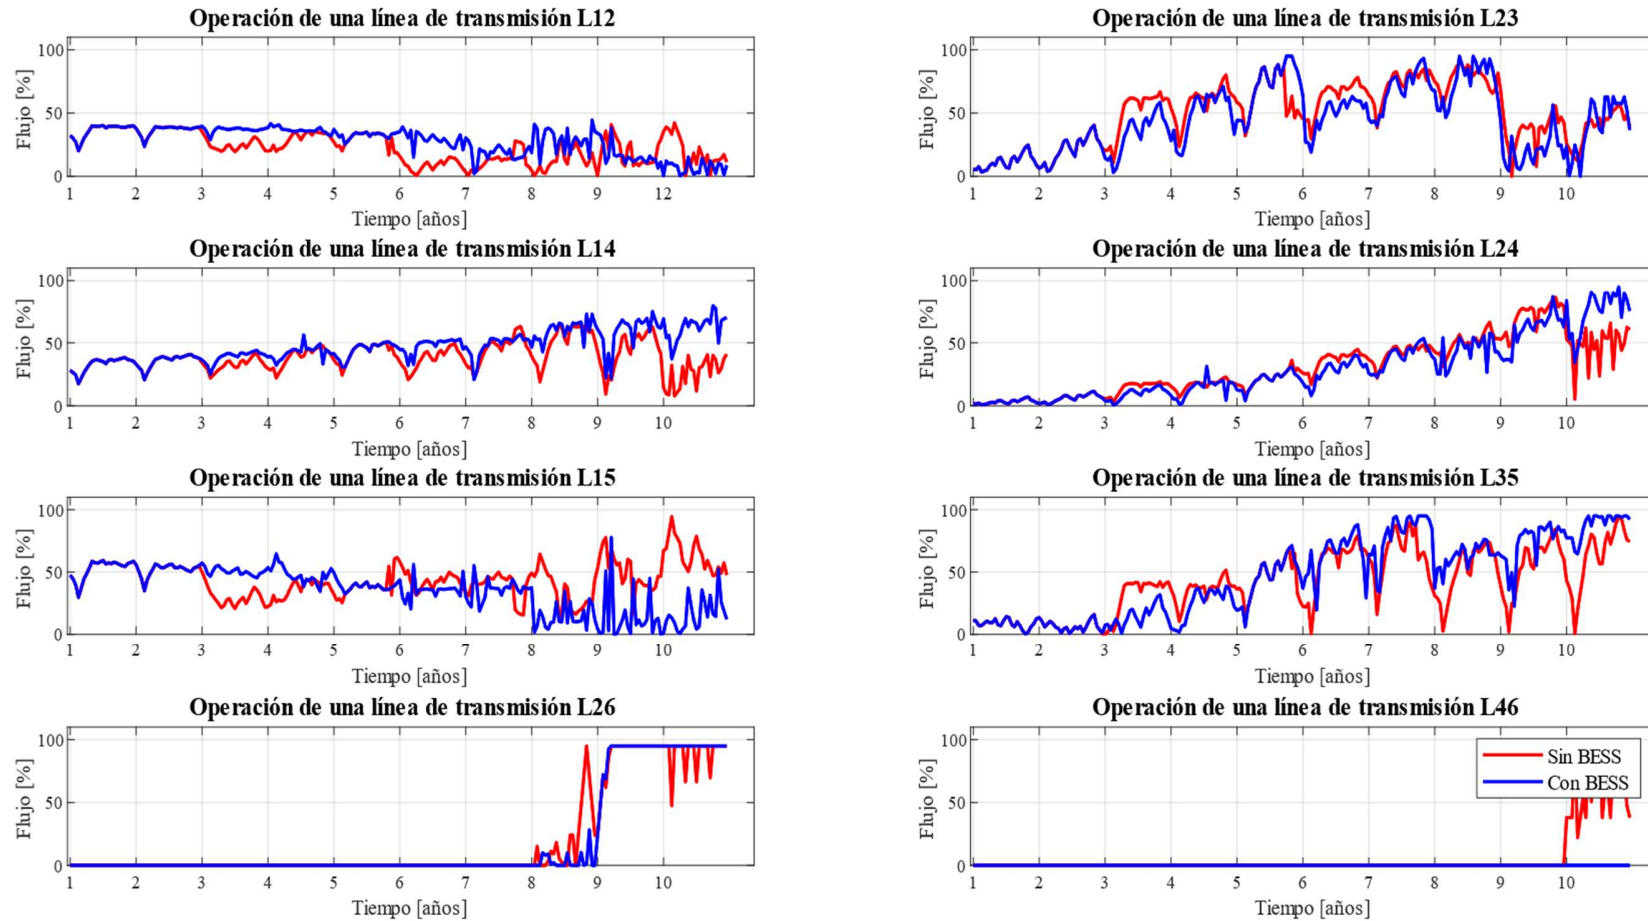 Operación de una línea de transmisión L12
Flujo [%]
100
50
0
1 2 3 4 5 6 7 8 9 12
Tiempo [años]
Operación de una línea de transmisión L23
Flujo [%]
100
50
0
1 2 3 4 5 6 7 8 9 10
Tiempo [años]
Operación de una línea de transmisión L14
Flujo [%]
100
50
0
1 2 3 4 5 6 7 8 9 10
Tiempo [años]
Operación de una línea de transmisión L24
Flujo [%]
100
50
0
1 2 3 4 5 6 7 8 9 10
Tiempo [años]
Operación de una línea de transmisión L15
Flujo [%]
100
50
0
1 2 3 4 5 6 7 8 9 10
Tiempo [años]
Operación de una línea de transmisión L35
Flujo [%]
100
50
0
1 2 3 4 5 6 7 8 9 10
Tiempo [años]
Operación de una línea de transmisión L26
Flujo [%]
100
50
0
1 2 3 4 5 6 7 8 9 10
Tiempo [años]
Operación de una línea de transmisión L46
Flujo [%]
100
50
0
1 2 3 4 5 6 7 8 9 10
Tiempo [años]
Sin BESS
Con BESS